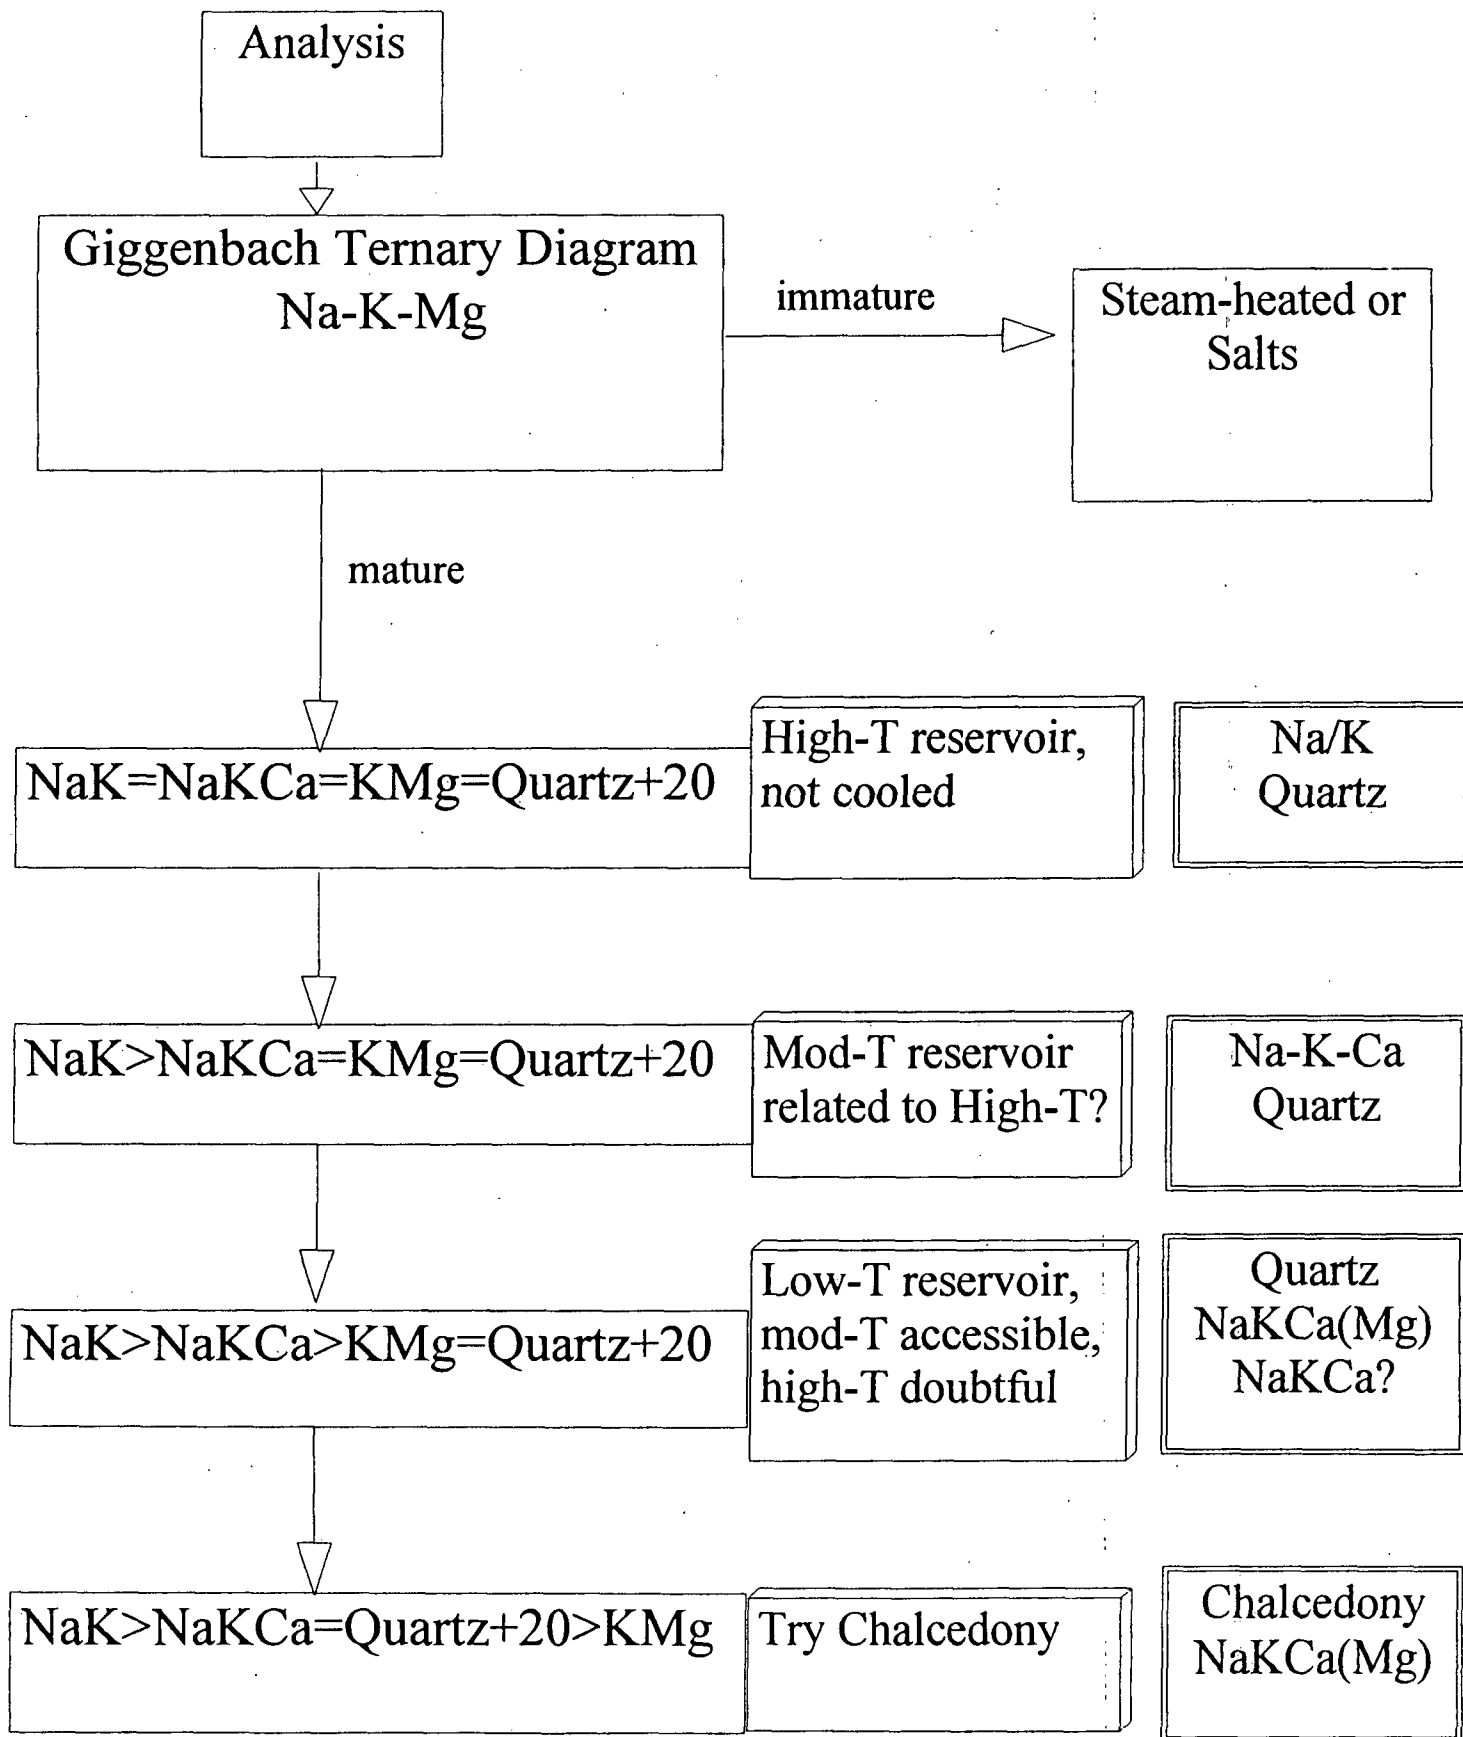 Analysis
Giggenbach Ternary Diagram
Na-K-Mg
immature
Steam-heated or
Salts
mature
NaK=NaKCa=KMg=Quartz+20
High-T reservoir,
not cooled
Na/K
Quartz
NaK>NaKCa=KMg=Quartz+20
Mod-T reservoir
related to High-T?
Na-K-Ca
Quartz
NaK>NaKCa>KMg=Quartz+20
Low-T reservoir,
mod-T accessible,
high-T doubtful
Quartz
NaKCa(Mg)
NaKCa?
NaK>NaKCa=Quartz+20>KMg
Try Chalcedony
Chalcedony
NaKCa(Mg)